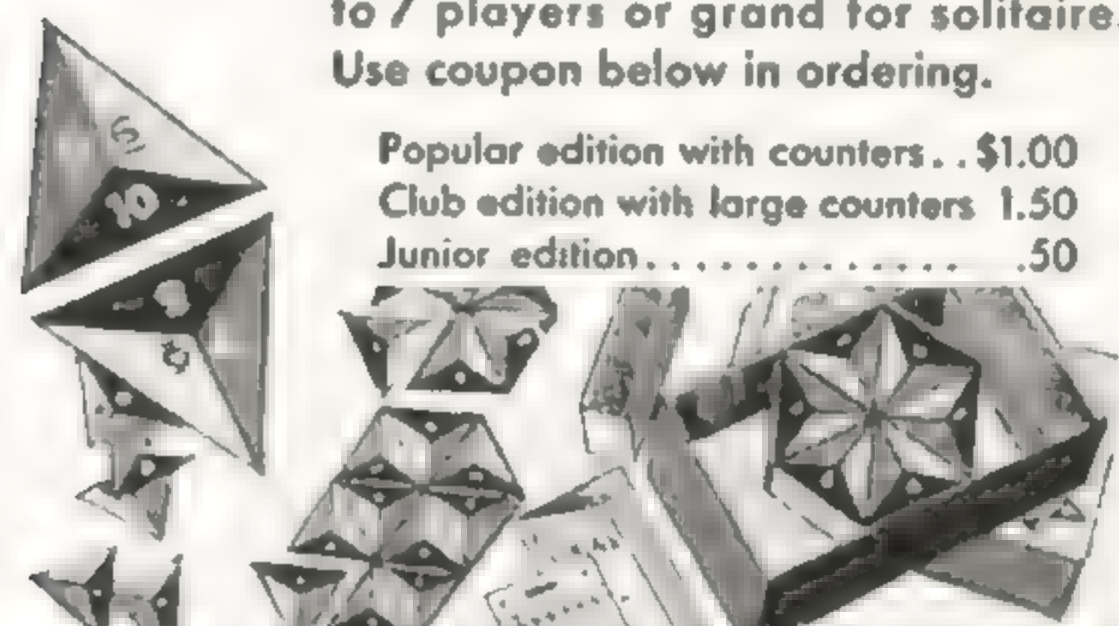 to 7 players or grand for solitaire.
Use coupon below in ordering.
Popular edition with counters. . $1.00
Club edition with large counters 1.50
Junior edition. . . . . . . . . . . . . . .50
10